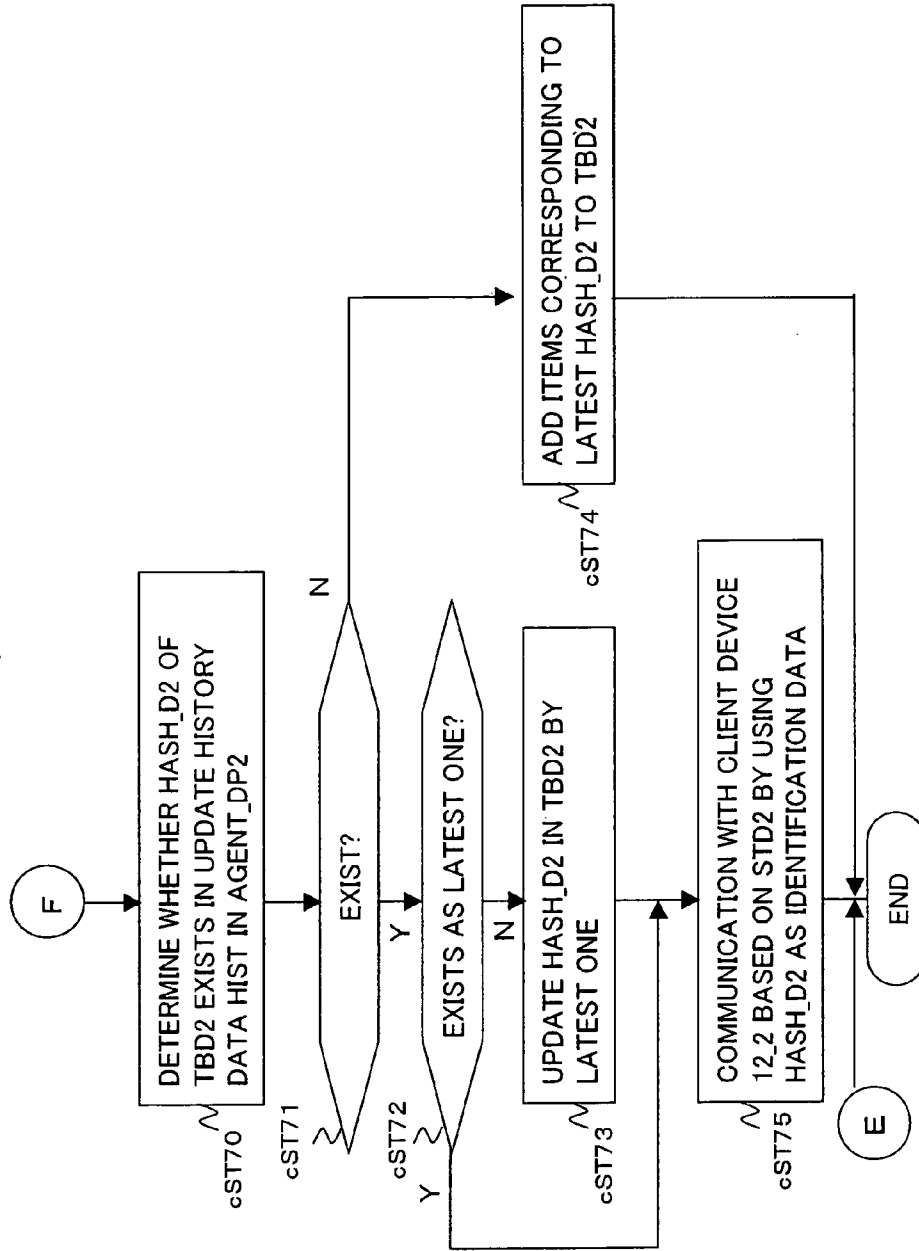 F
DETERMINE WHETHER HASH_D2 OF
TBD2 EXISTS IN UPDATE HISTORY
DATA HIST IN AGENT_DP2
cST70
EXIST?
cST71
N
Y
EXISTS AS LATEST ONE?
cST72
Y
N
UPDATE HASH_D2 IN TBD2 BY
LATEST ONE
cST73
ADD ITEMS CORRESPONDING TO
LATEST HASH_D2 TO TBD2
cST74
COMMUNICATION WITH CLIENT DEVICE
12_2 BASED ON STD2 BY USING
HASH_D2 AS IDENTIFICATION DATA
cST75
E
END